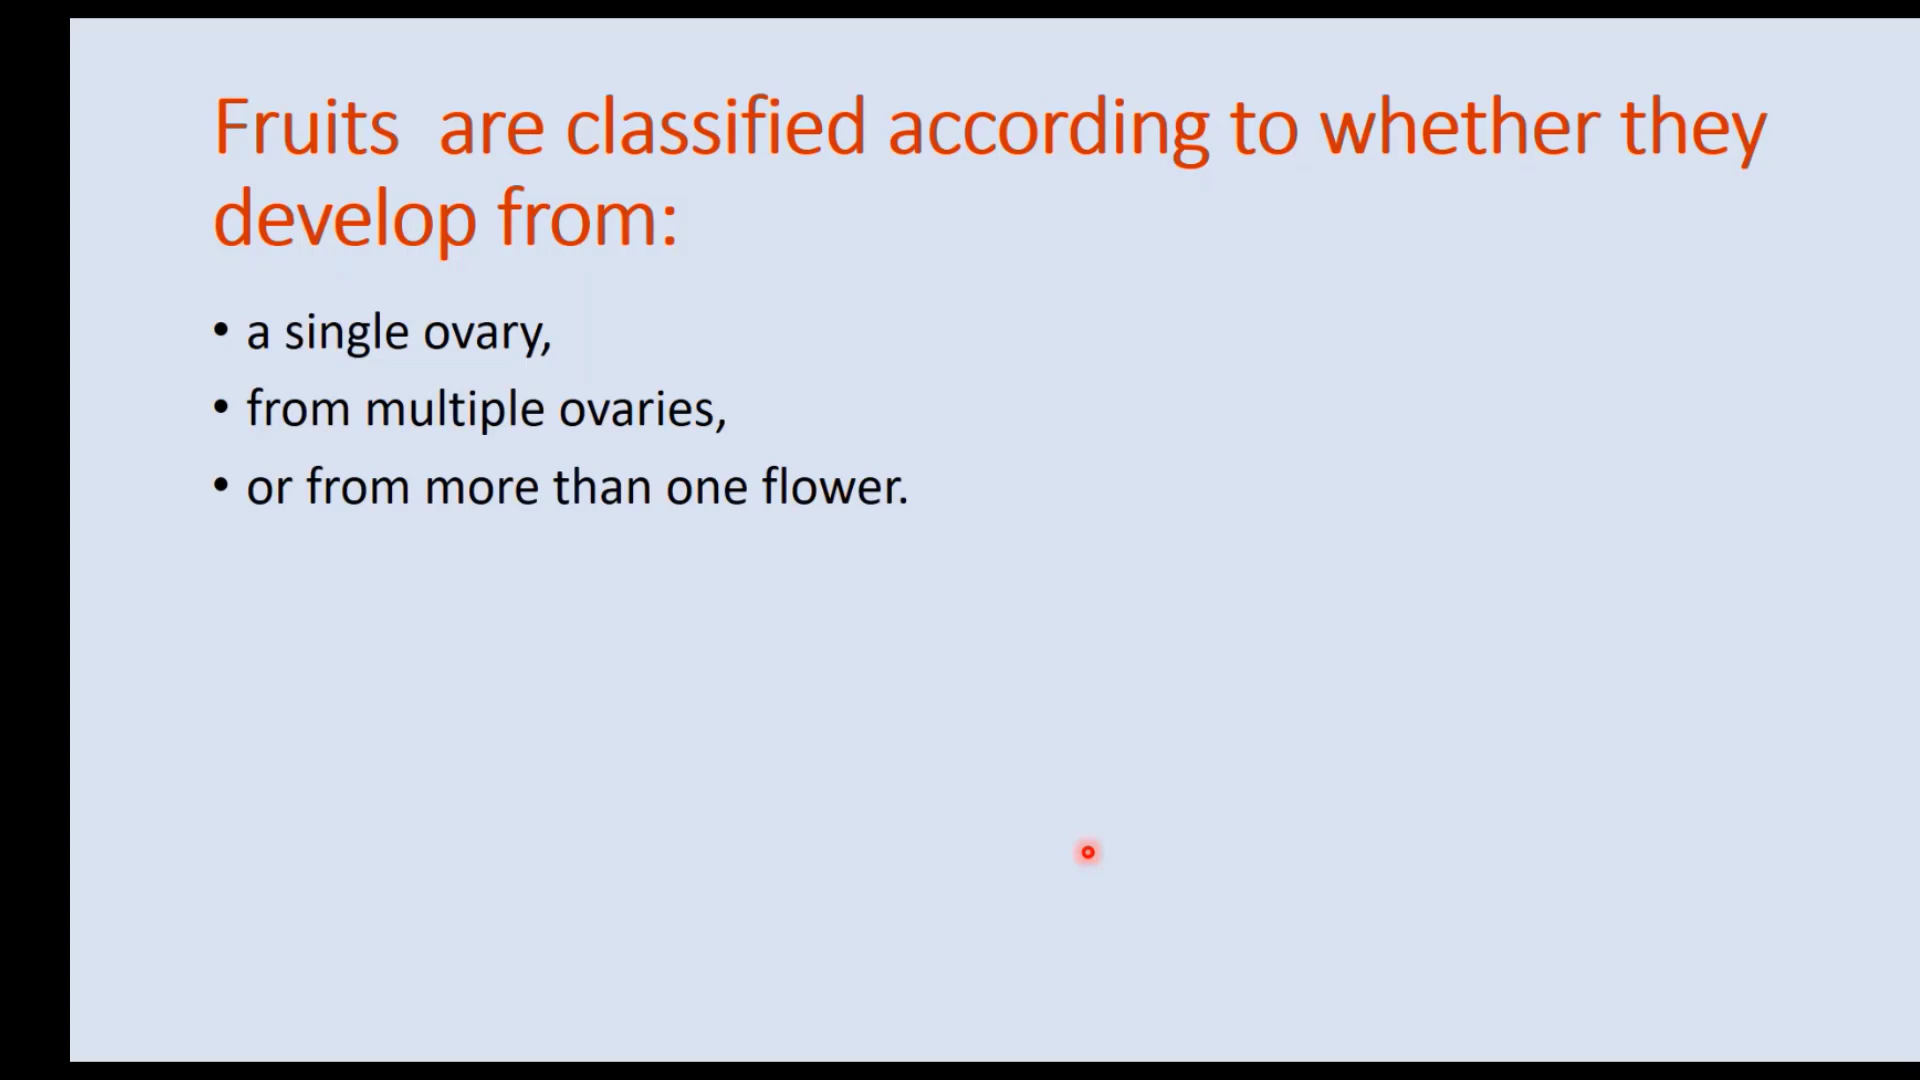 Fruits  are classified according to whether they
develop from:
• a single ovary,
• from multiple ovaries,
• or from more than one flower.